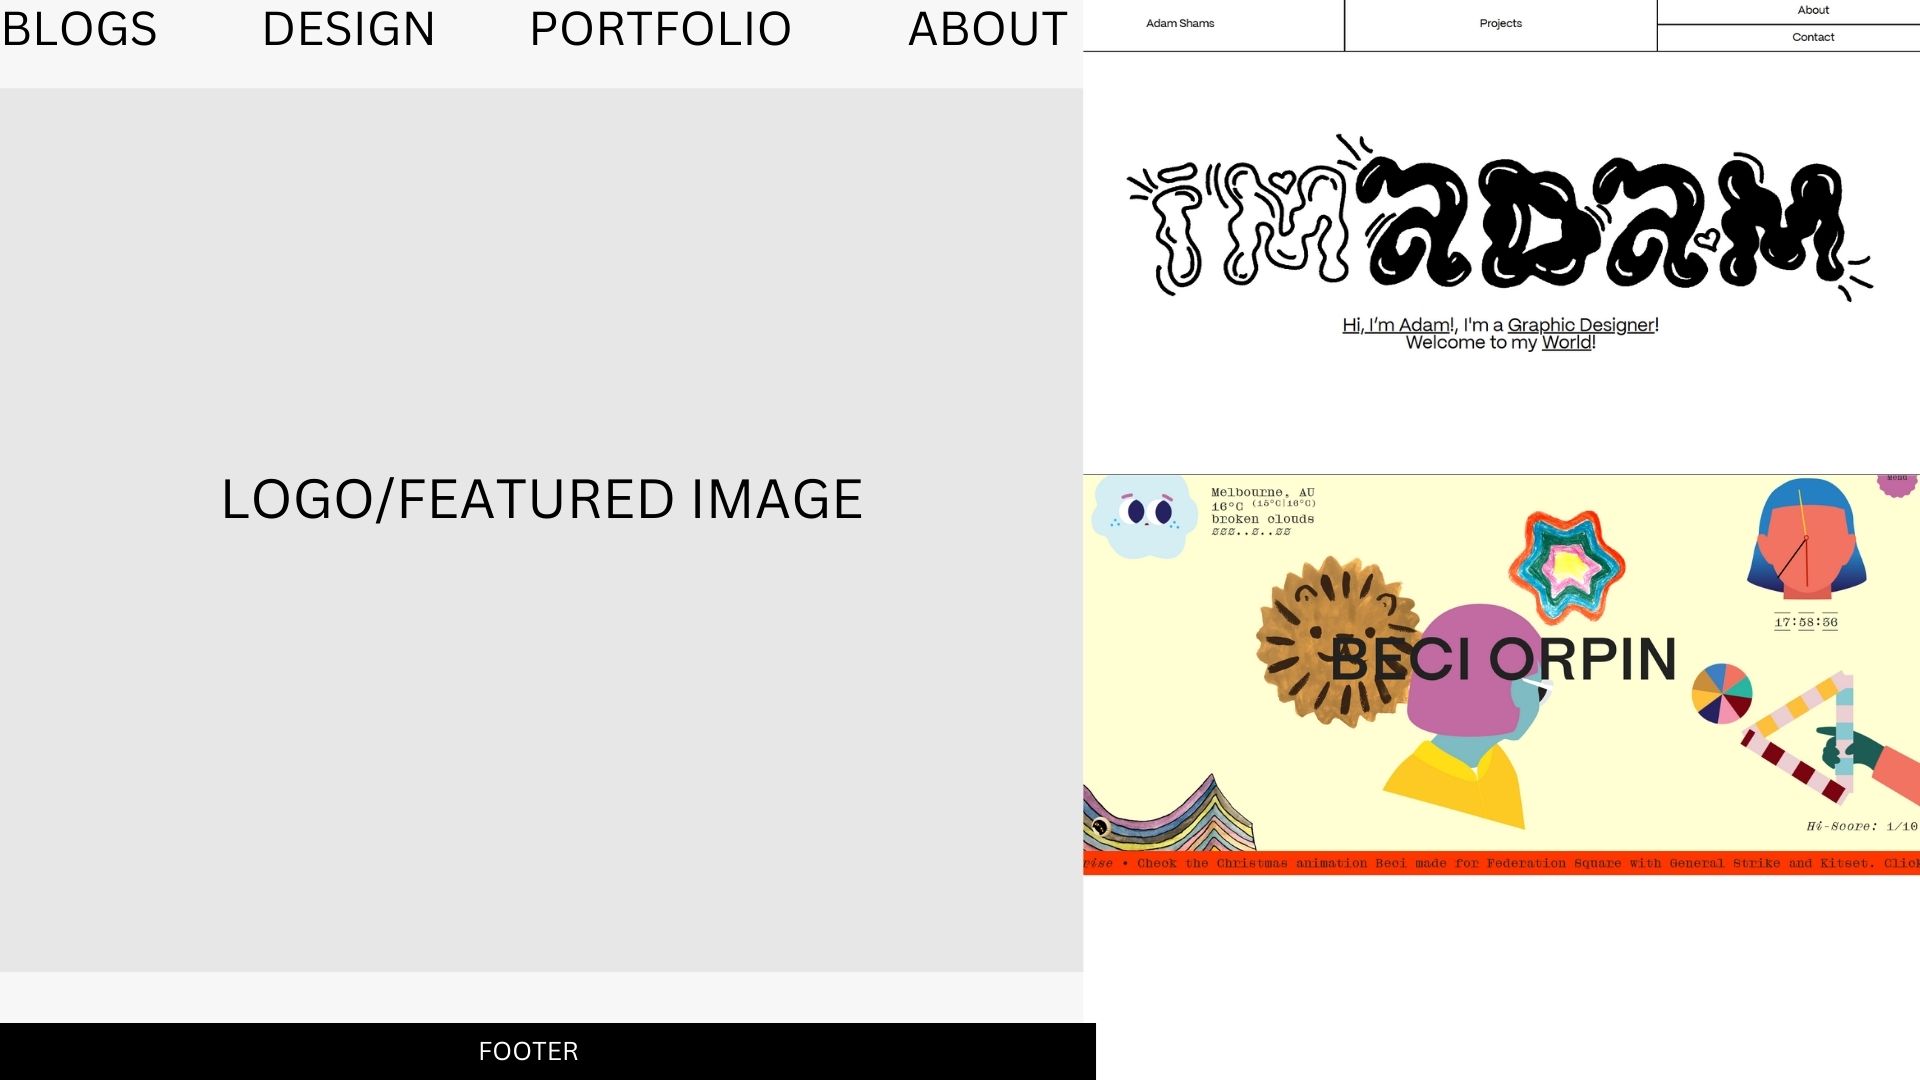 BLOGS DESIGN PORTFOLIO ABOUT
LOGO/FEATURED IMAGE
FOOTER
Adam Shams
Projects
About
Contact
I'M ADAM
Hi, I'm Adam!, I'm a Graphic Designer!
Welcome to my World!
Melbourne, AU
16°C (15°C|16°C)
broken clouds
zzz..z..zz
Menu
17:58:56
BECI ORPIN
Hi-Score: 1/10
rise • Check the Christmas animation Beci made for Federation Square with General Strike and Kitset. Click